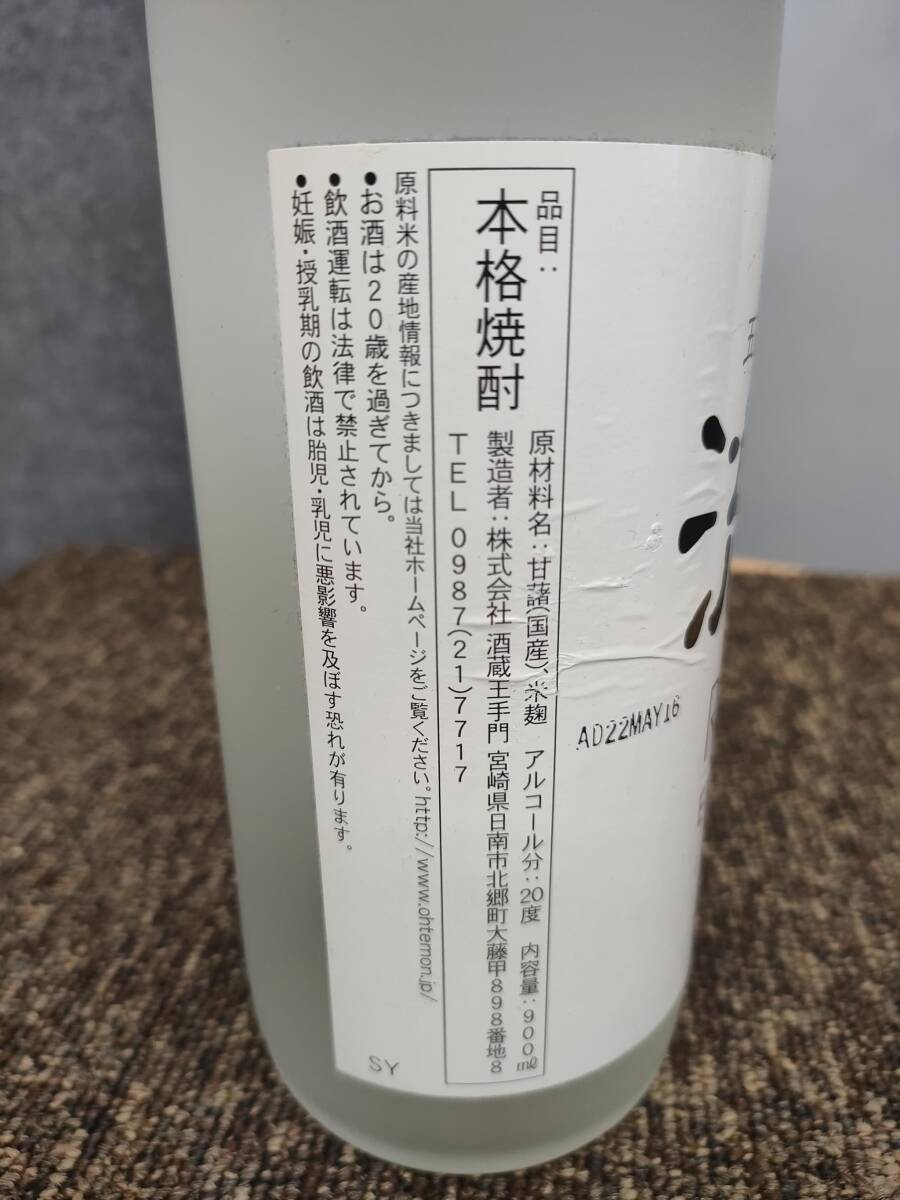 品目：
本格焼酎
原材料名：甘藷(国産)、米麹　アルコール分：20度　内容量：900㎖
製造者：株式会社 酒蔵王手門 宮崎県日南市北郷町大藤甲898番地8
TEL 0987(21)7717
原料米の産地情報につきましては当社ホームページをご覧ください。http://www.ohtemon.jp/
●お酒は20歳を過ぎてから。
●飲酒運転は法律で禁止されています。
●妊娠・授乳期の飲酒は胎児・乳児に悪影響を及ぼす恐れが有ります。
SY
AD22MAY16